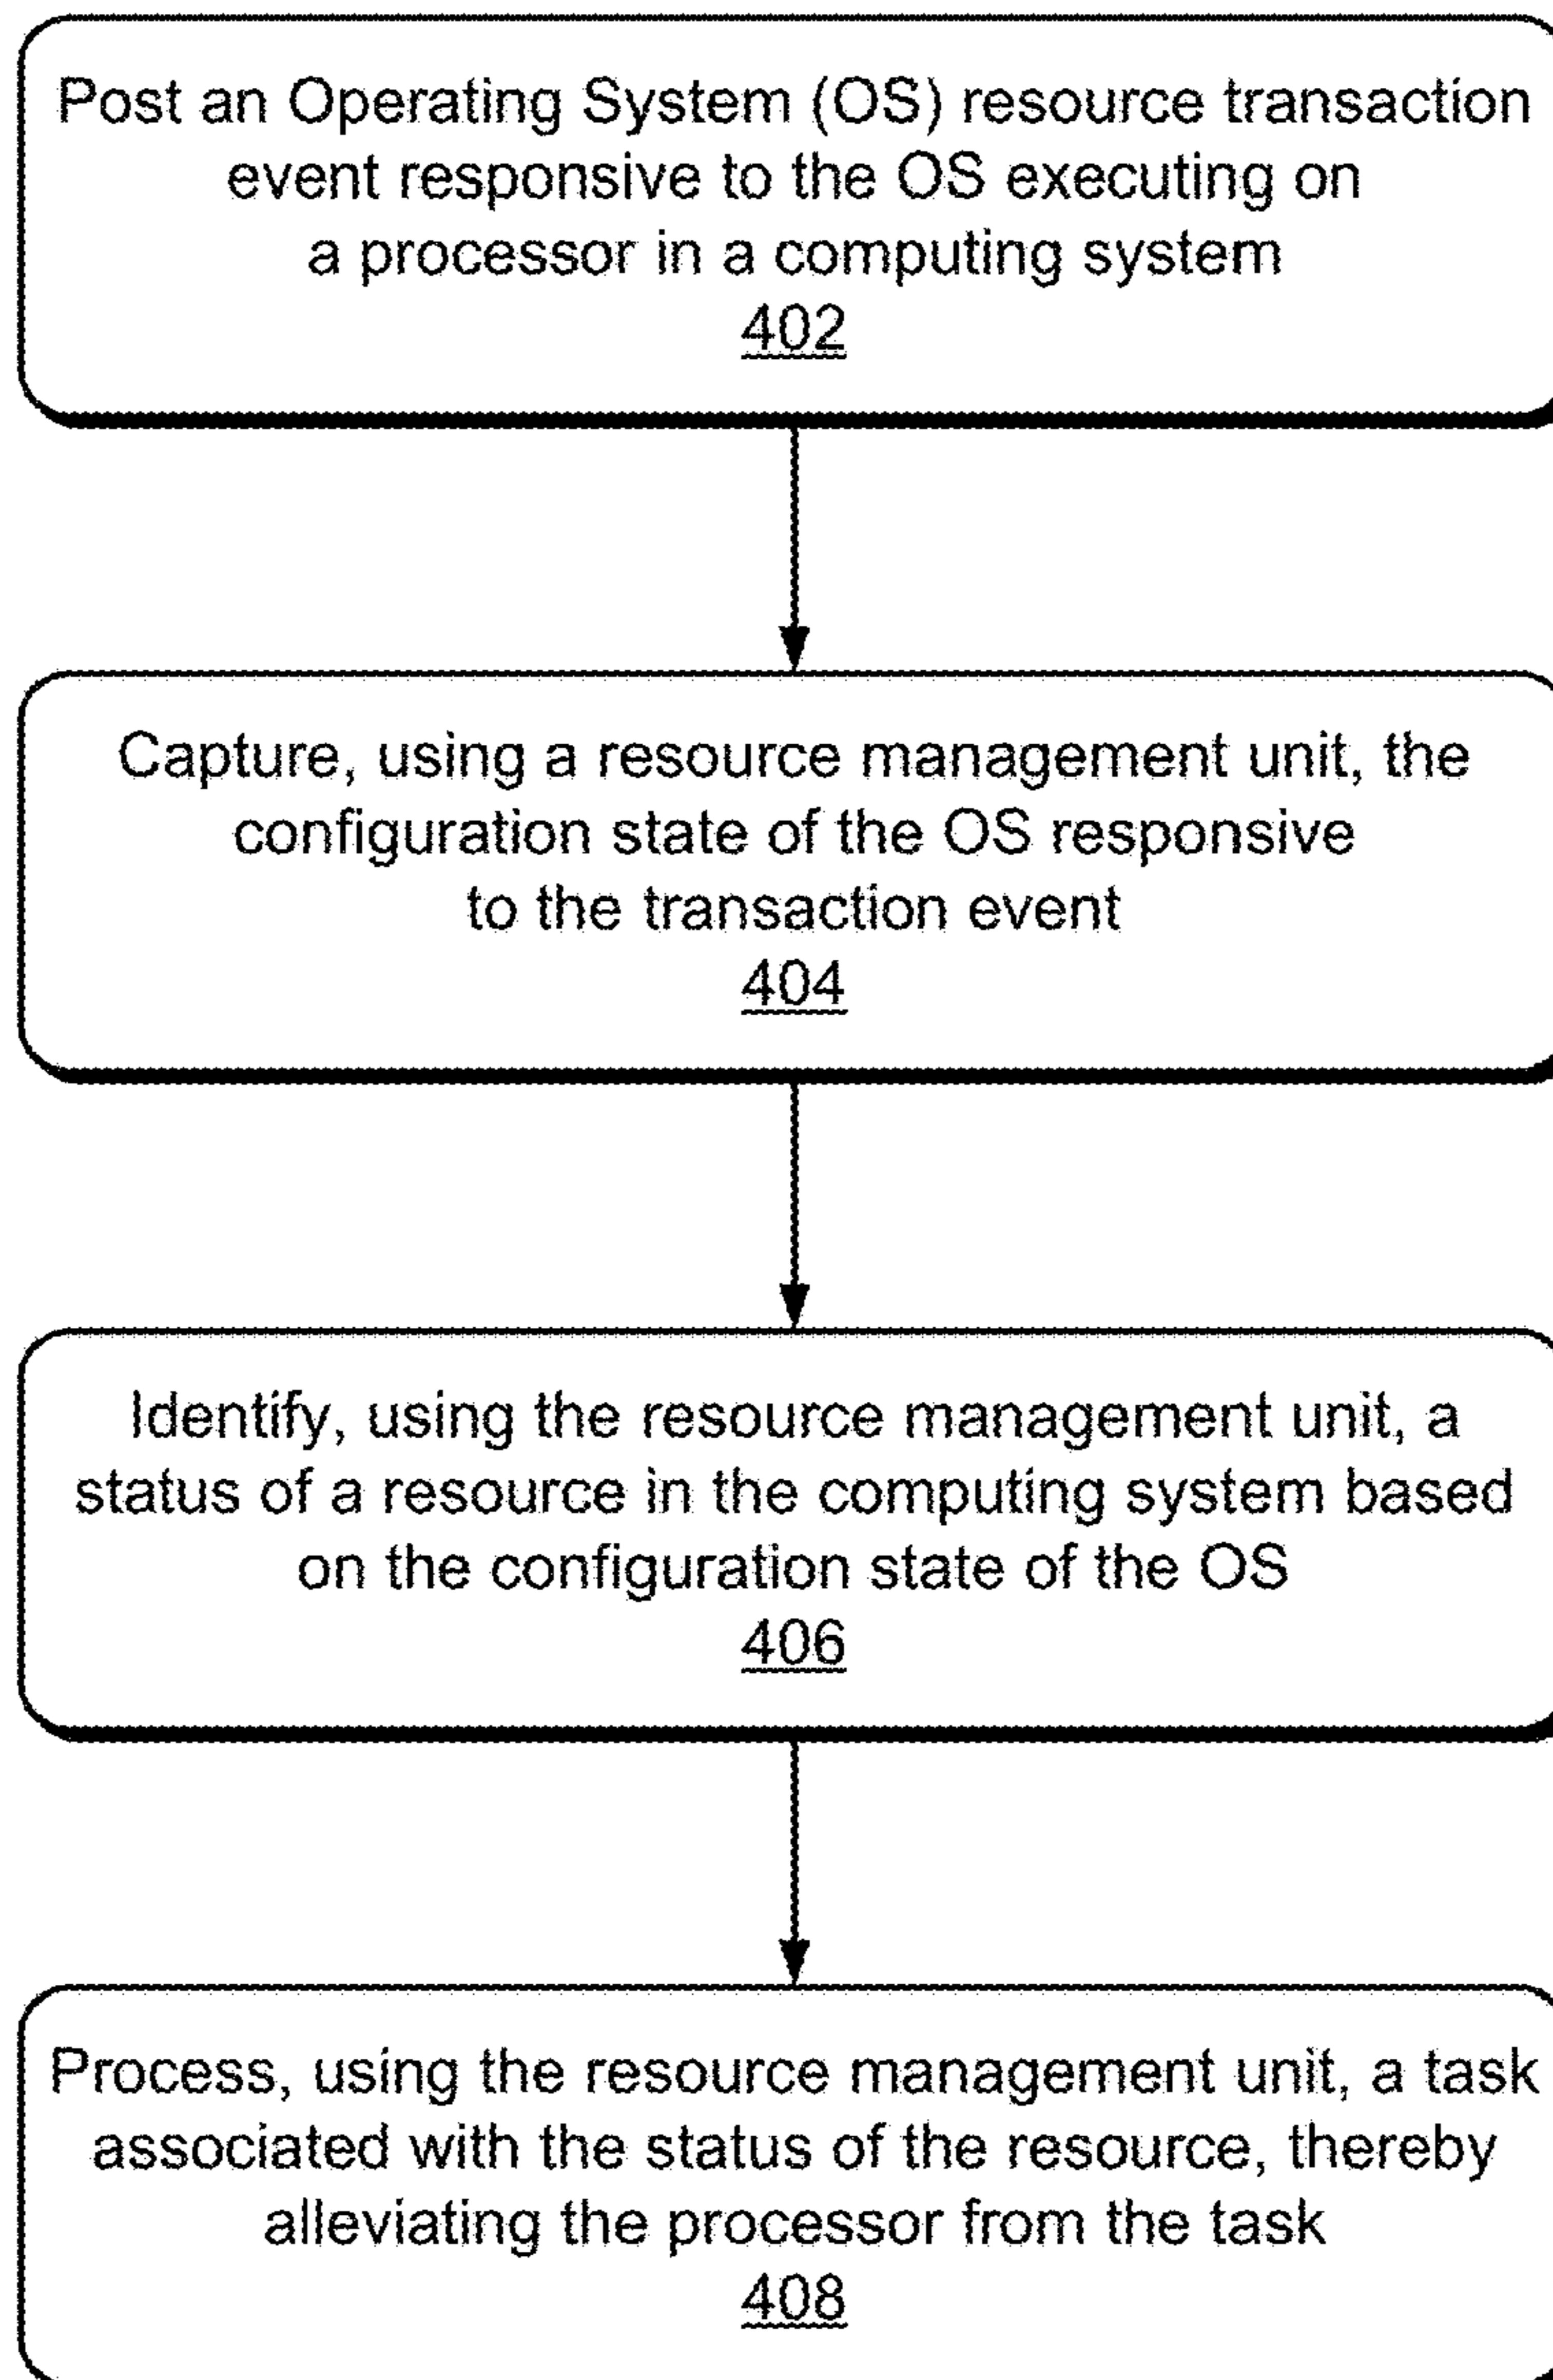 Post an Operating System (OS) resource transaction
event responsive to the OS executing on
a processor in a computing system
402
Capture, using a resource management unit, the
configuration state of the OS responsive
to the transaction event
404
Identify, using the resource management unit, a
status of a resource in the computing system based
on the configuration state of the OS
406
Process, using the resource management unit, a task
associated with the status of the resource, thereby
alleviating the processor from the task
408